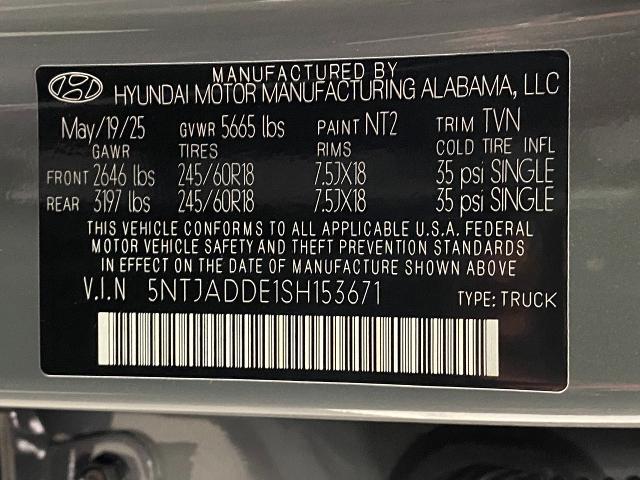 MANUFACTURED BY
HYUNDAI MOTOR MANUFACTURING ALABAMA, LLC
May/19/25 GVWR 5665 lbs PAINT NT2 TRIM TVN
GAWR TIRES RIMS COLD TIRE INFL
FRONT 2646 lbs 245/60R18 7.5JX18 35 psi SINGLE
REAR 3197 lbs 245/60R18 7.5JX18 35 psi SINGLE
THIS VEHICLE CONFORMS TO ALL APPLICABLE U.S.A. FEDERAL
MOTOR VEHICLE SAFETY AND THEFT PREVENTION STANDARDS
IN EFFECT ON THE DATE OF MANUFACTURE SHOWN ABOVE
V.I.N 5NTJADDE1SH153671 TYPE: TRUCK